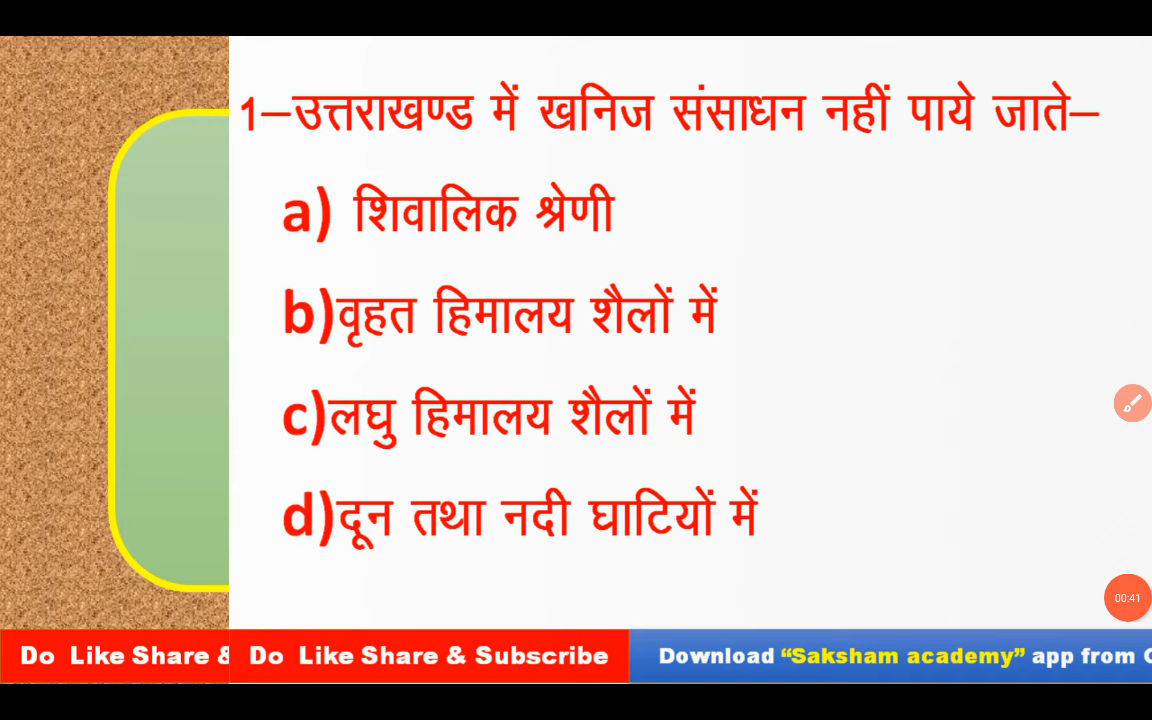 1–उत्तराखण्ड में खनिज संसाधन नहीं पाये जाते–
a) शिवालिक श्रेणी
b)वृहत हिमालय शैलों में
c)लघु हिमालय शैलों में
d)दून तथा नदी घाटियों में
00:41
Do Like Share & Do Like Share & Subscribe Download “Saksham academy” app from